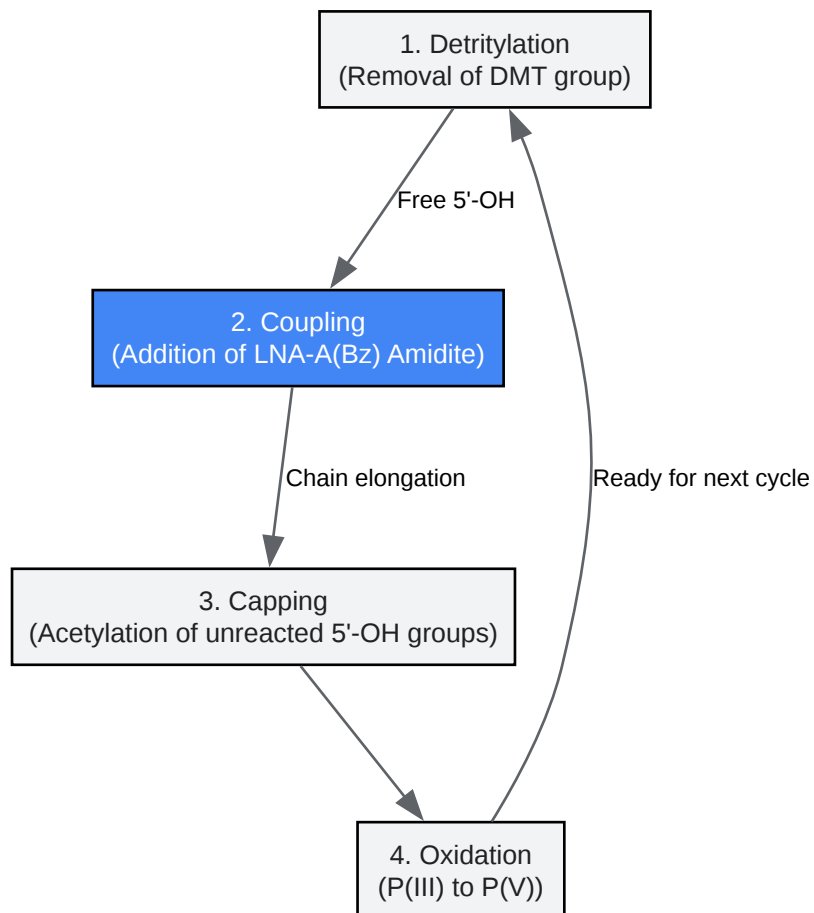 1. Detritylation
(Removal of DMT group)
Free 5'-OH
2. Coupling
(Addition of LNA-A(Bz) Amidite)
Chain elongation
Ready for next cycle
3. Capping
(Acetylation of unreacted 5'-OH groups)
4. Oxidation
(P(III) to P(V))